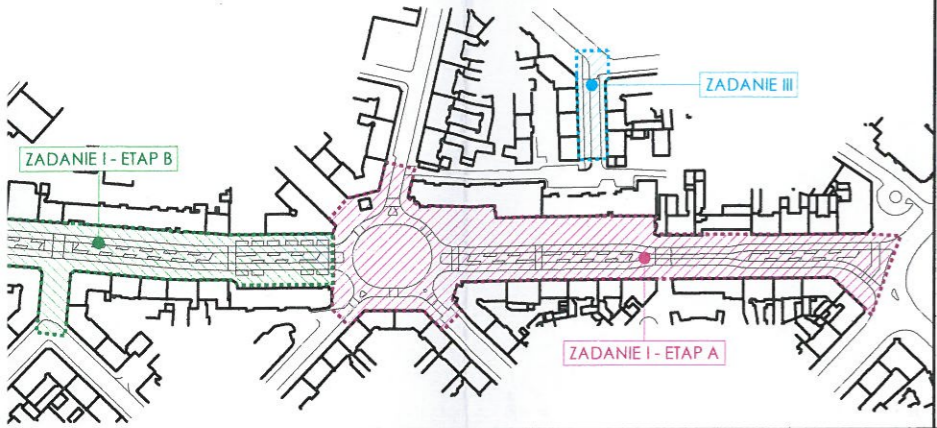 ZADANIE III
ZADANIE I - ETAP B
ZADANIE I - ETAP A